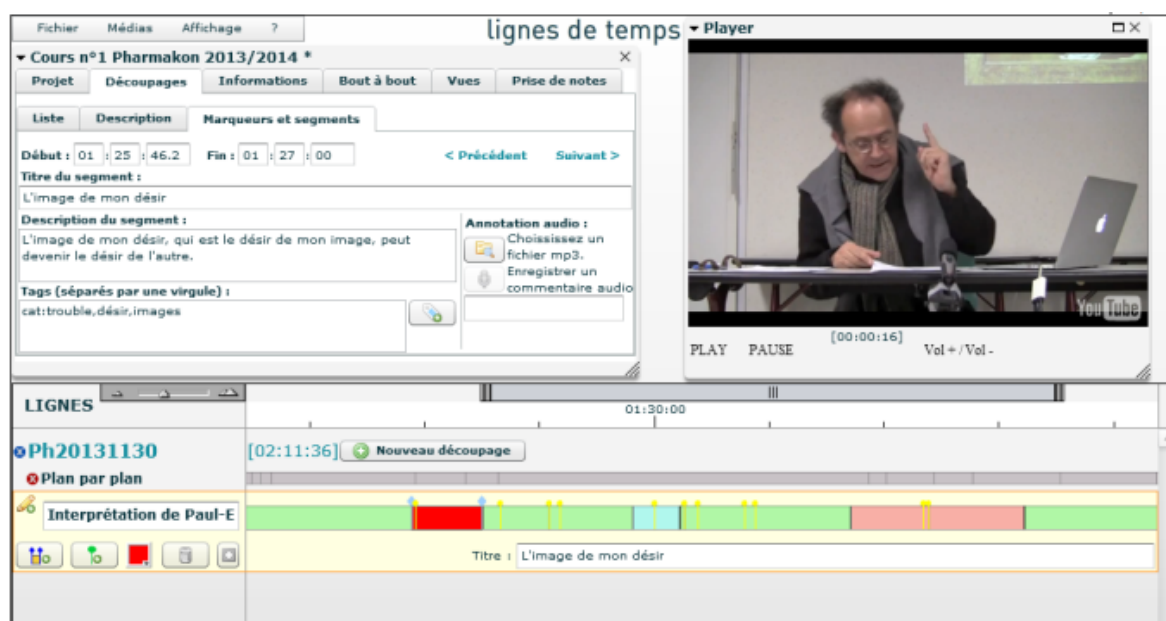 Fichier Médias Affichage ?
lignes de temps
Cours n°1 Pharmakon 2013/2014 *
Projet Découpages Informations Bout à bout Vues Prise de notes
Liste Description Marqueurs et segments
Début : 01 : 25 : 46.2 Fin : 01 : 27 : 00 < Précédent Suivant >
Titre du segment :
L'image de mon désir
Description du segment :
L'image de mon désir, qui est le désir de mon image, peut
devenir le désir de l'autre.
Tags (séparés par une virgule) :
cat:trouble,désir,images
Annotation audio :
Choississez un
fichier mp3.
Enregistrer un
commentaire audio
Player
You Tube
[00:00:16]
PLAY PAUSE Vol + / Vol -
LIGNES
01:30:00
Ph20131130 [02:11:36] Nouveau découpage
Plan par plan
Interprétation de Paul-E
Titre : L'image de mon désir